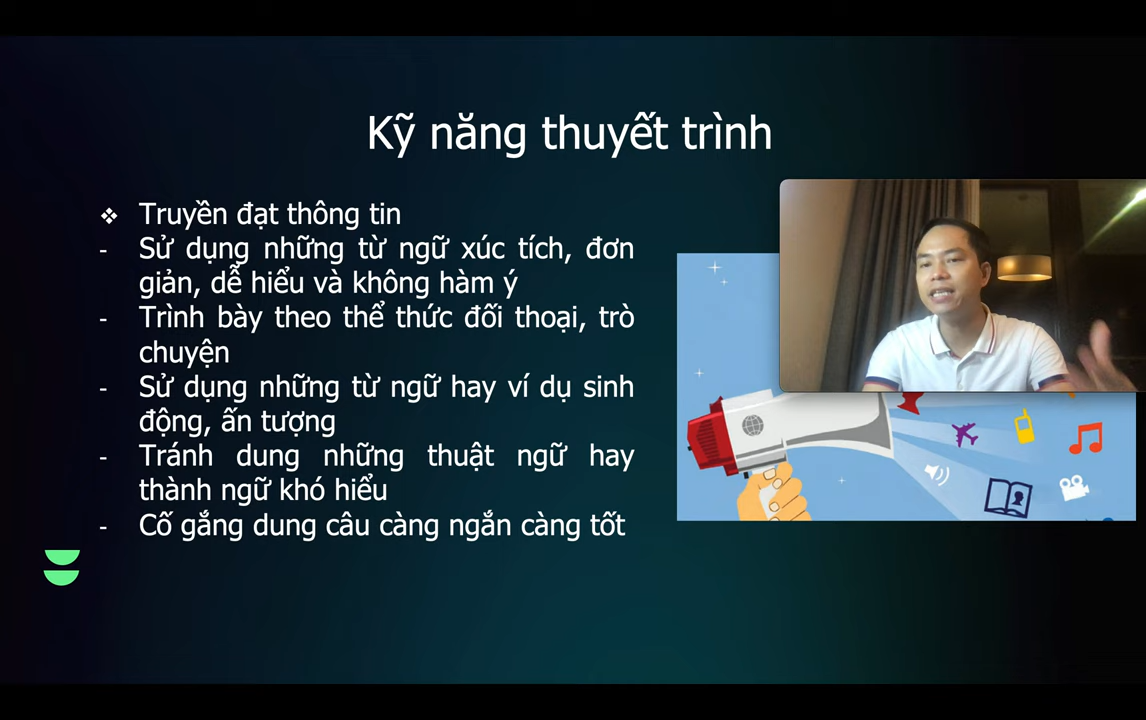 Kỹ năng thuyết trình
❖ Truyền đạt thông tin
- Sử dụng những từ ngữ xúc tích, đơn
giản, dễ hiểu và không hàm ý
- Trình bày theo thể thức đối thoại, trò
chuyện
- Sử dụng những từ ngữ hay ví dụ sinh
động, ấn tượng
- Tránh dung những thuật ngữ hay
thành ngữ khó hiểu
- Cố gắng dung câu càng ngắn càng tốt